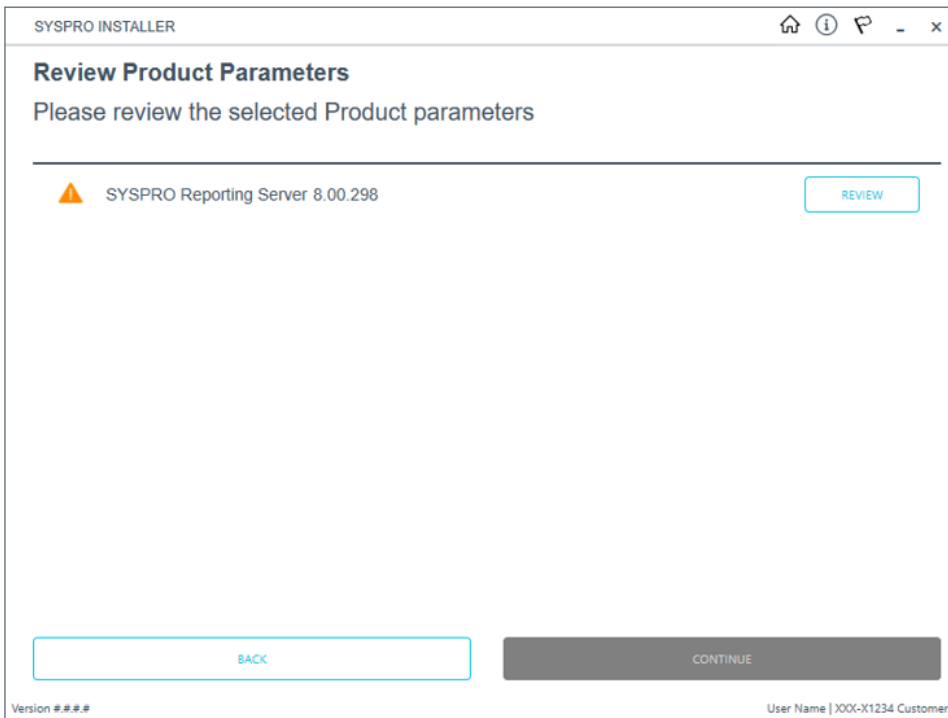 SYSPRO INSTALLER
Review Product Parameters
Please review the selected Product parameters
SYSPRO Reporting Server 8.00.298
REVIEW
BACK
CONTINUE
Version #.#.#.#
User Name | XXX-X1234 Customer